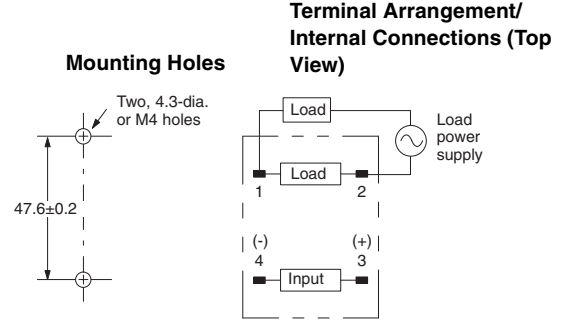 Terminal Arrangement/
Internal Connections (Top
View)
Mounting Holes
Two, 4.3-dia.
or M4 holes
47.6±0.2
Load
Load
power
supply
Load
1
2
(-)
(+)
4
3
Input